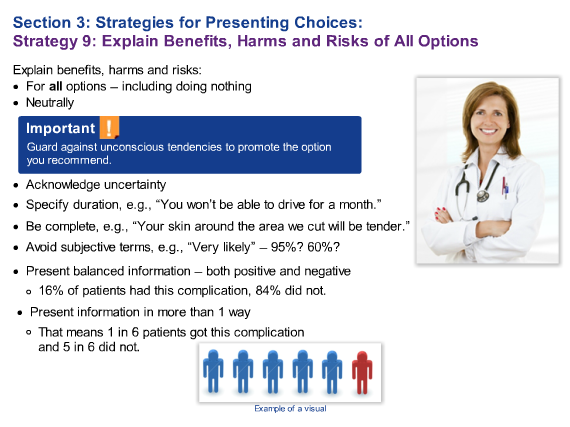 Section 3: Strategies for Presenting Choices:
Strategy 9: Explain Benefits, Harms and Risks of All Options
Explain benefits, harms and risks:
• For all options – including doing nothing
• Neutrally
Important !
Guard against unconscious tendencies to promote the option
you recommend.
• Acknowledge uncertainty
• Specify duration, e.g., “You won’t be able to drive for a month.”
• Be complete, e.g., “Your skin around the area we cut will be tender.”
• Avoid subjective terms, e.g., “Very likely” – 95%? 60%?
• Present balanced information – both positive and negative
o 16% of patients had this complication, 84% did not.
• Present information in more than 1 way
o That means 1 in 6 patients got this complication
and 5 in 6 did not.
Example of a visual